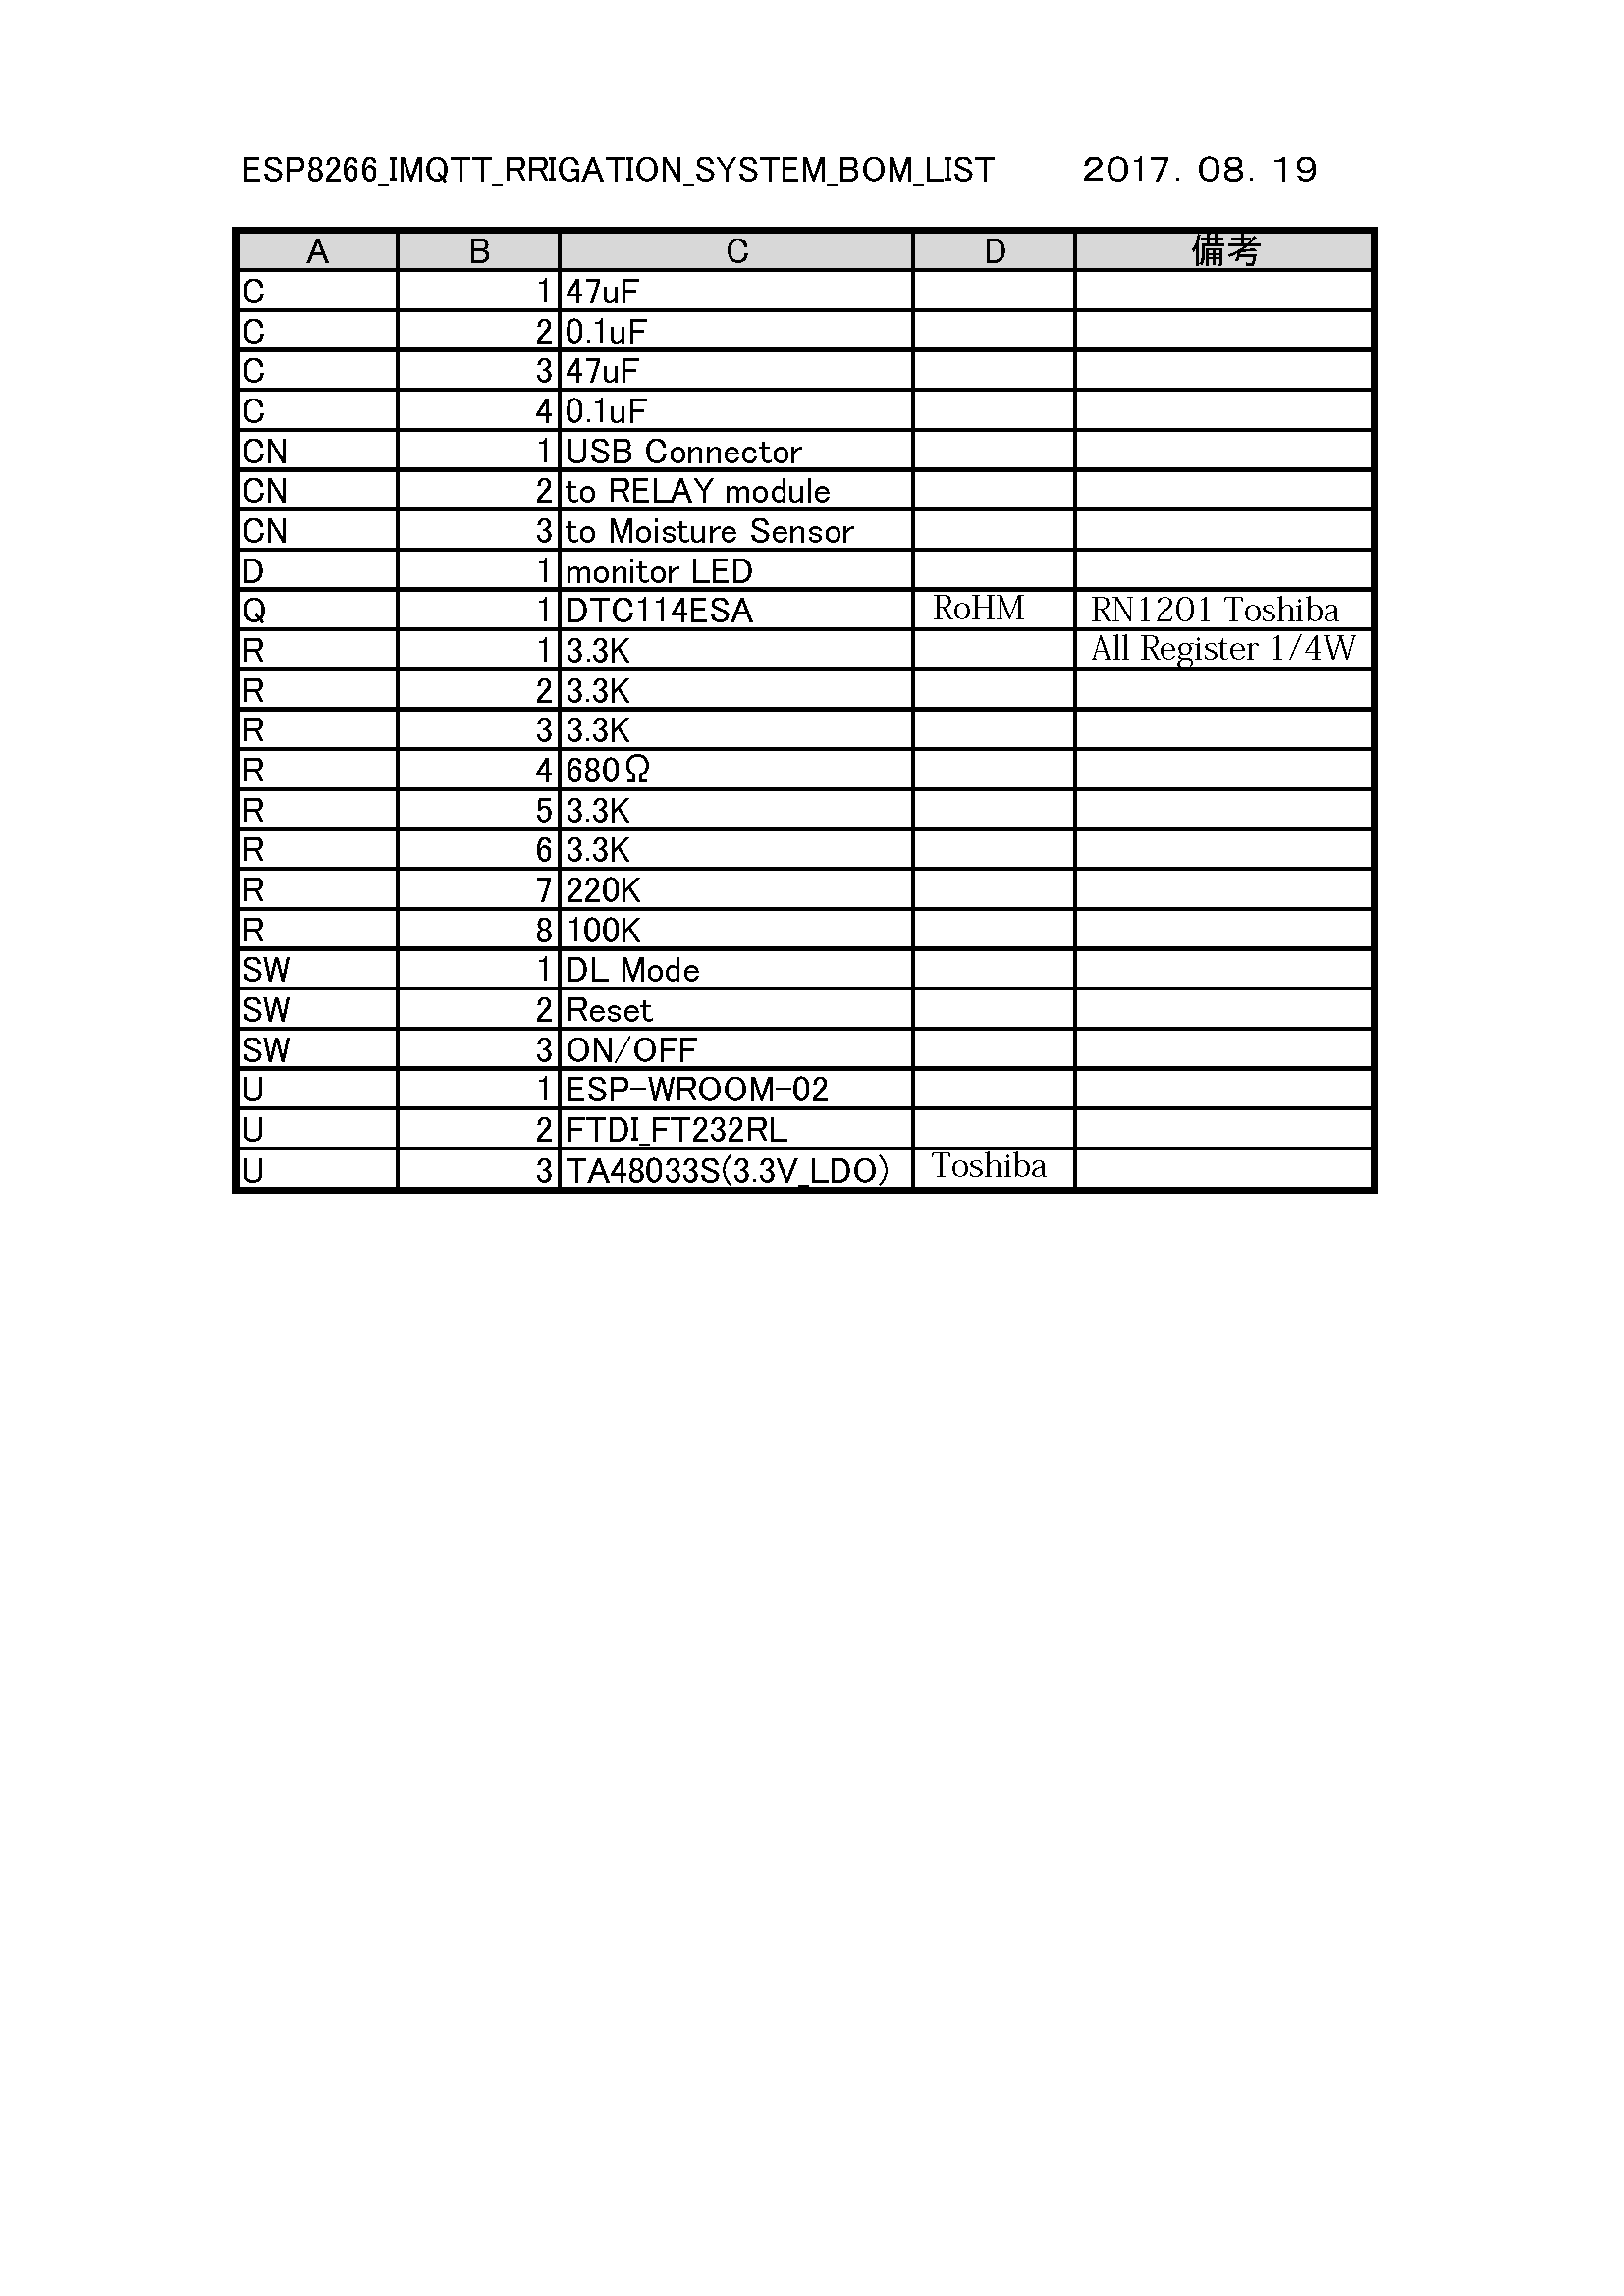 ESP8266_IMQTT_RRIGATION_SYSTEM_BOM_LIST 2017.08.19
A B C D 備考
C 1 47uF
C 2 0.1uF
C 3 47uF
C 4 0.1uF
CN 1 USB Connector
CN 2 to RELAY module
CN 3 to Moisture Sensor
D 1 monitor LED
Q 1 DTC114ESA RoHM RN1201 Toshiba
R 1 3.3K All Register 1/4W
R 2 3.3K
R 3 3.3K
R 4 680Ω
R 5 3.3K
R 6 3.3K
R 7 220K
R 8 100K
SW 1 DL Mode
SW 2 Reset
SW 3 ON/OFF
U 1 ESP-WROOM-02
U 2 FTDI_FT232RL
U 3 TA48033S(3.3V_LDO) Toshiba